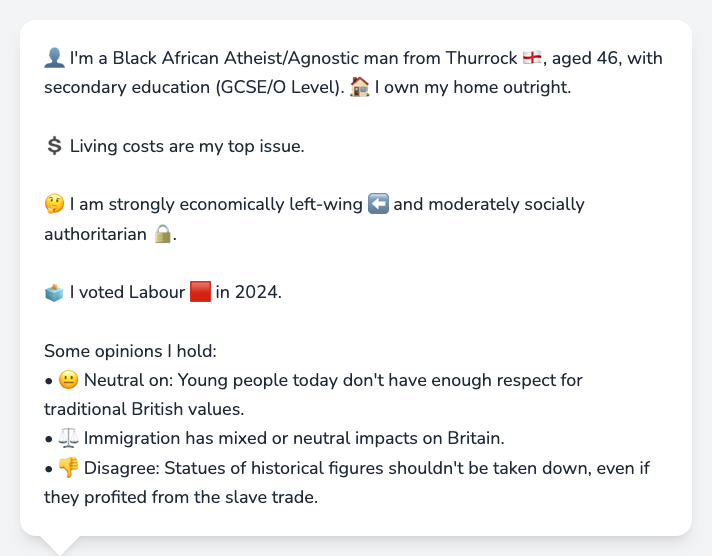 👤 I'm a Black African Atheist/Agnostic man from Thurrock 🏴󠁧󠁢󠁥󠁮󠁧󠁿, aged 46, with
secondary education (GCSE/O Level). 🏠 I own my home outright.
💲 Living costs are my top issue.
🤔 I am strongly economically left-wing ⬅️ and moderately socially
authoritarian 🔒.
🗳️ I voted Labour 🟥 in 2024.
Some opinions I hold:
• 😐 Neutral on: Young people today don't have enough respect for
traditional British values.
• ⚖️ Immigration has mixed or neutral impacts on Britain.
• 👎 Disagree: Statues of historical figures shouldn't be taken down, even if
they profited from the slave trade.